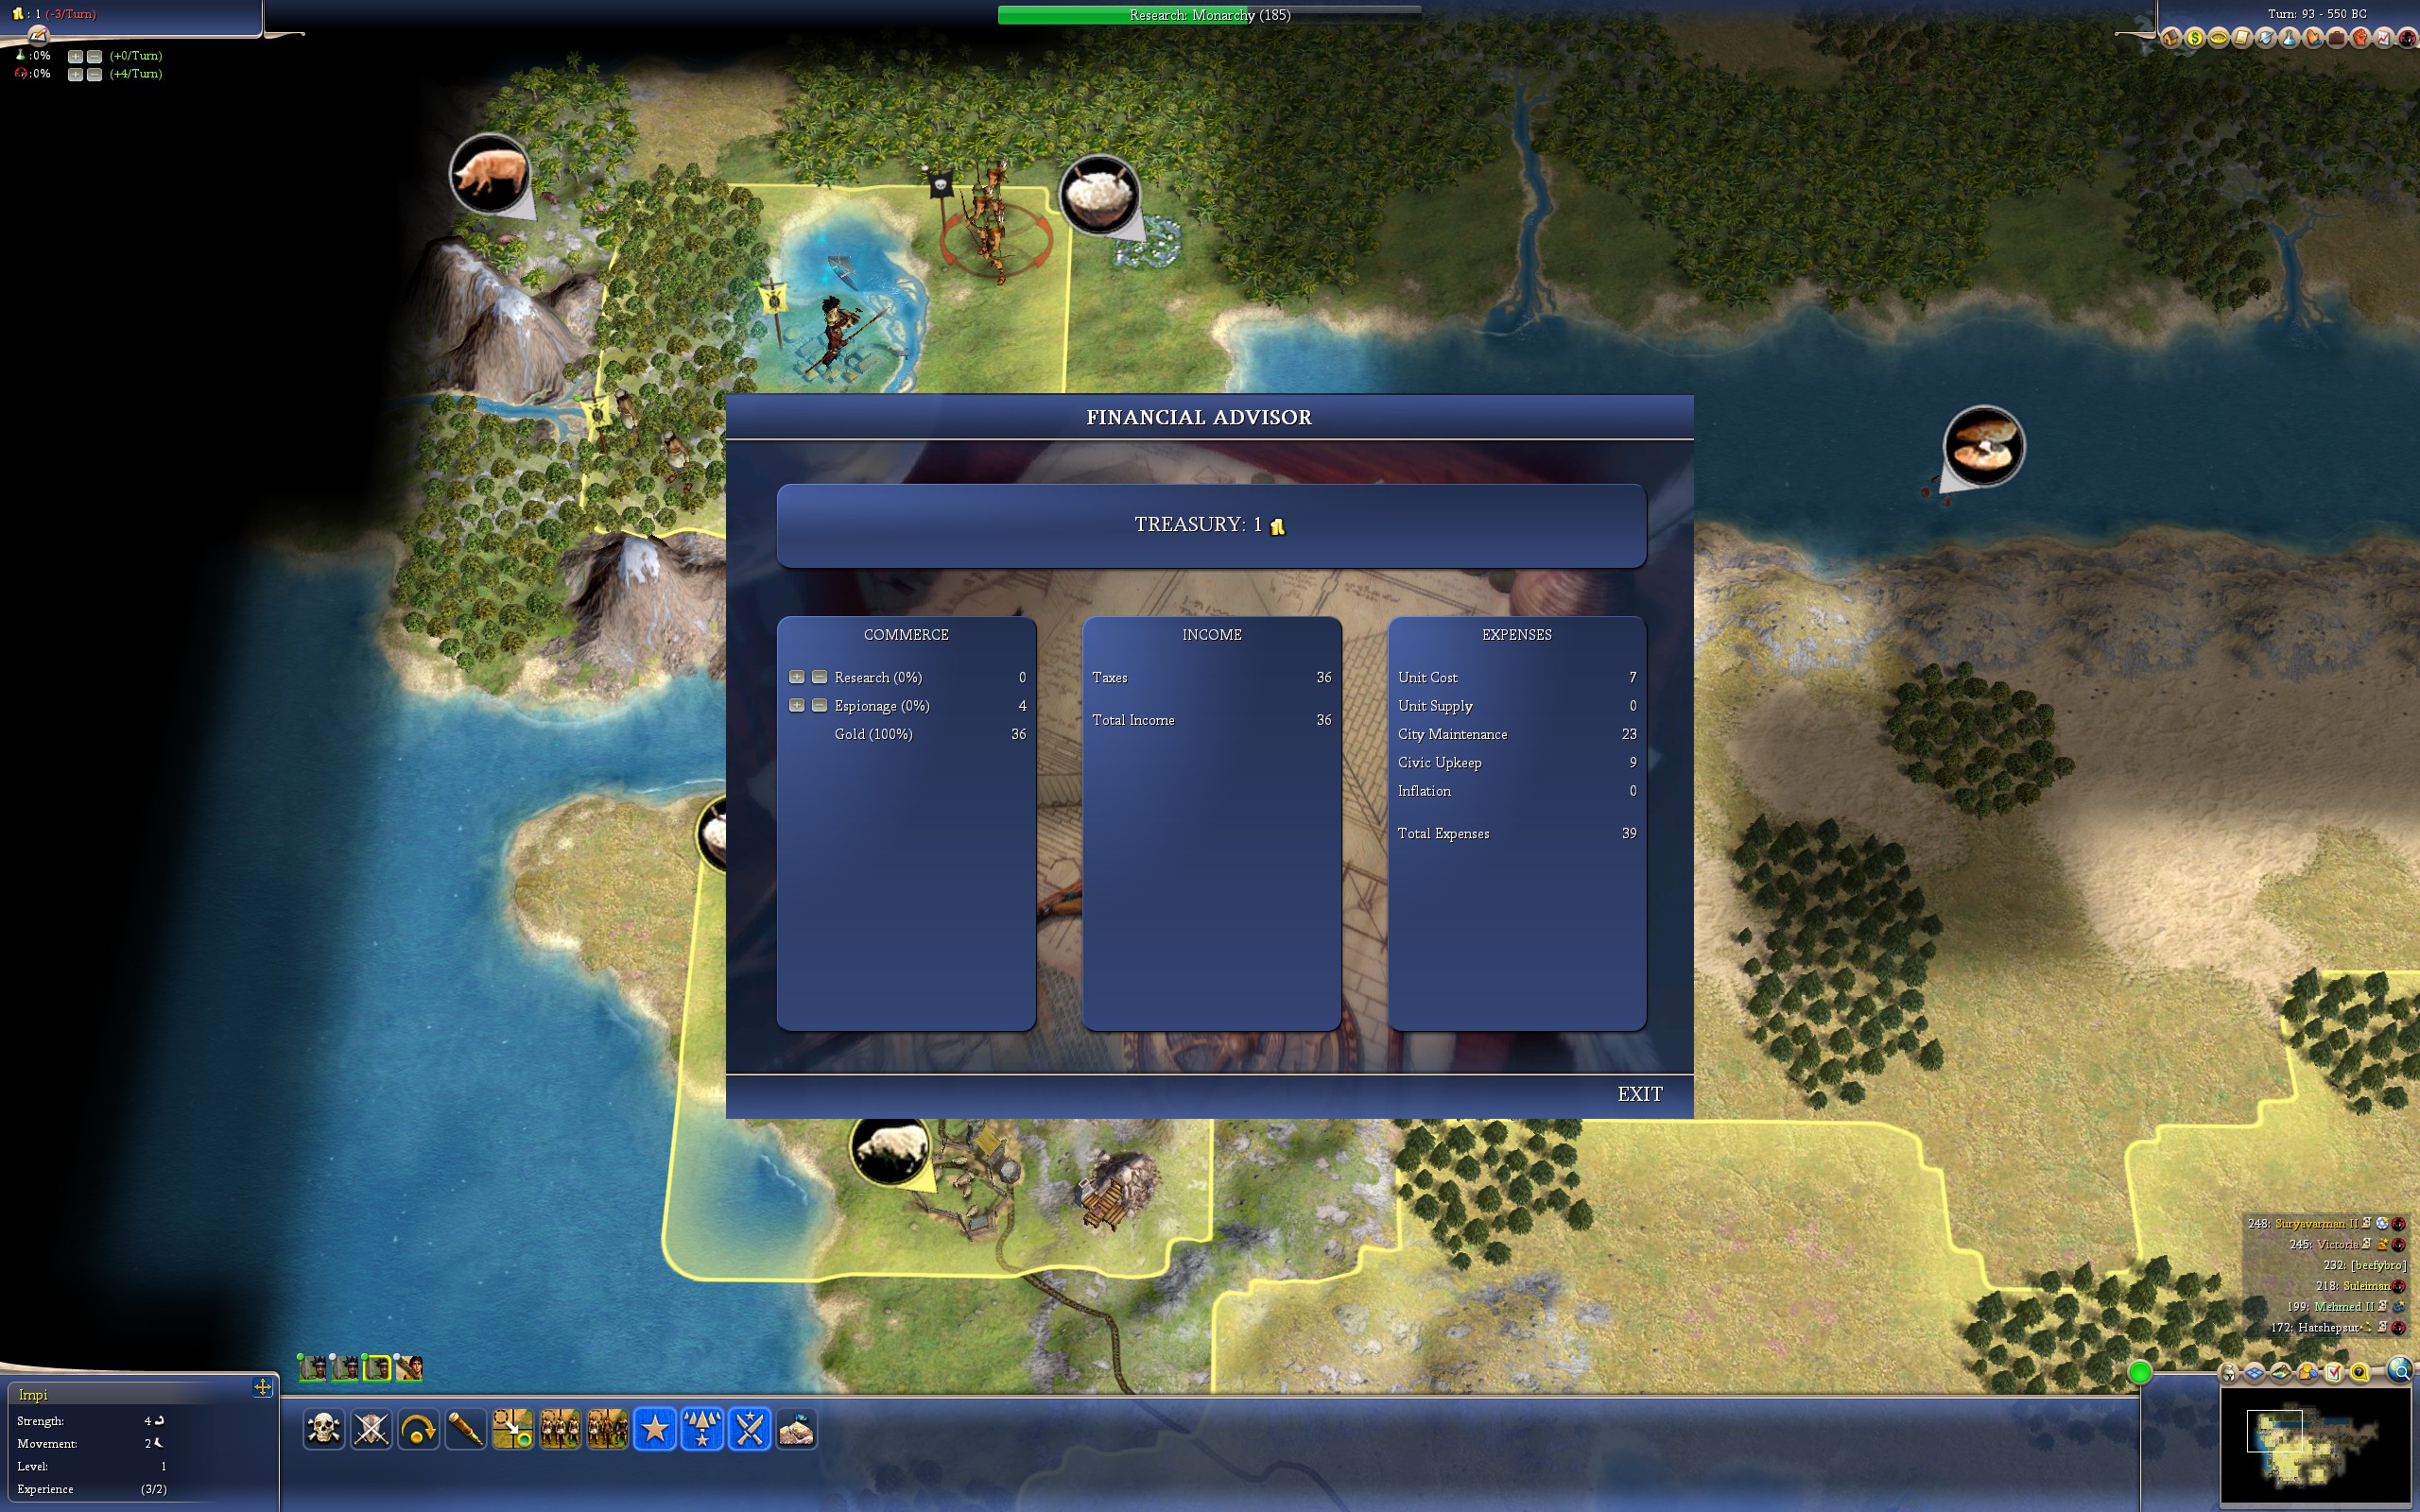 : 1 (-3/Turn)
Research: Monarchy (185)
Turn: 93 - 550 BC
:0% (+0/Turn)
:0% (+4/Turn)
FINANCIAL ADVISOR
TREASURY: 1
COMMERCE
Research (0%) 0
Espionage (0%) 4
Gold (100%) 36
INCOME
Taxes 36
Total Income 36
EXPENSES
Unit Cost 7
Unit Supply 0
City Maintenance 23
Civic Upkeep 9
Inflation 0
Total Expenses 39
EXIT
248: Suryavarman II
245: Victoria
232: [beefybro]
218: Suleiman
199: Mehmed II
172: Hatshepsut
Impi
Strength: 4
Movement: 2
Level: 1
Experience (3/2)